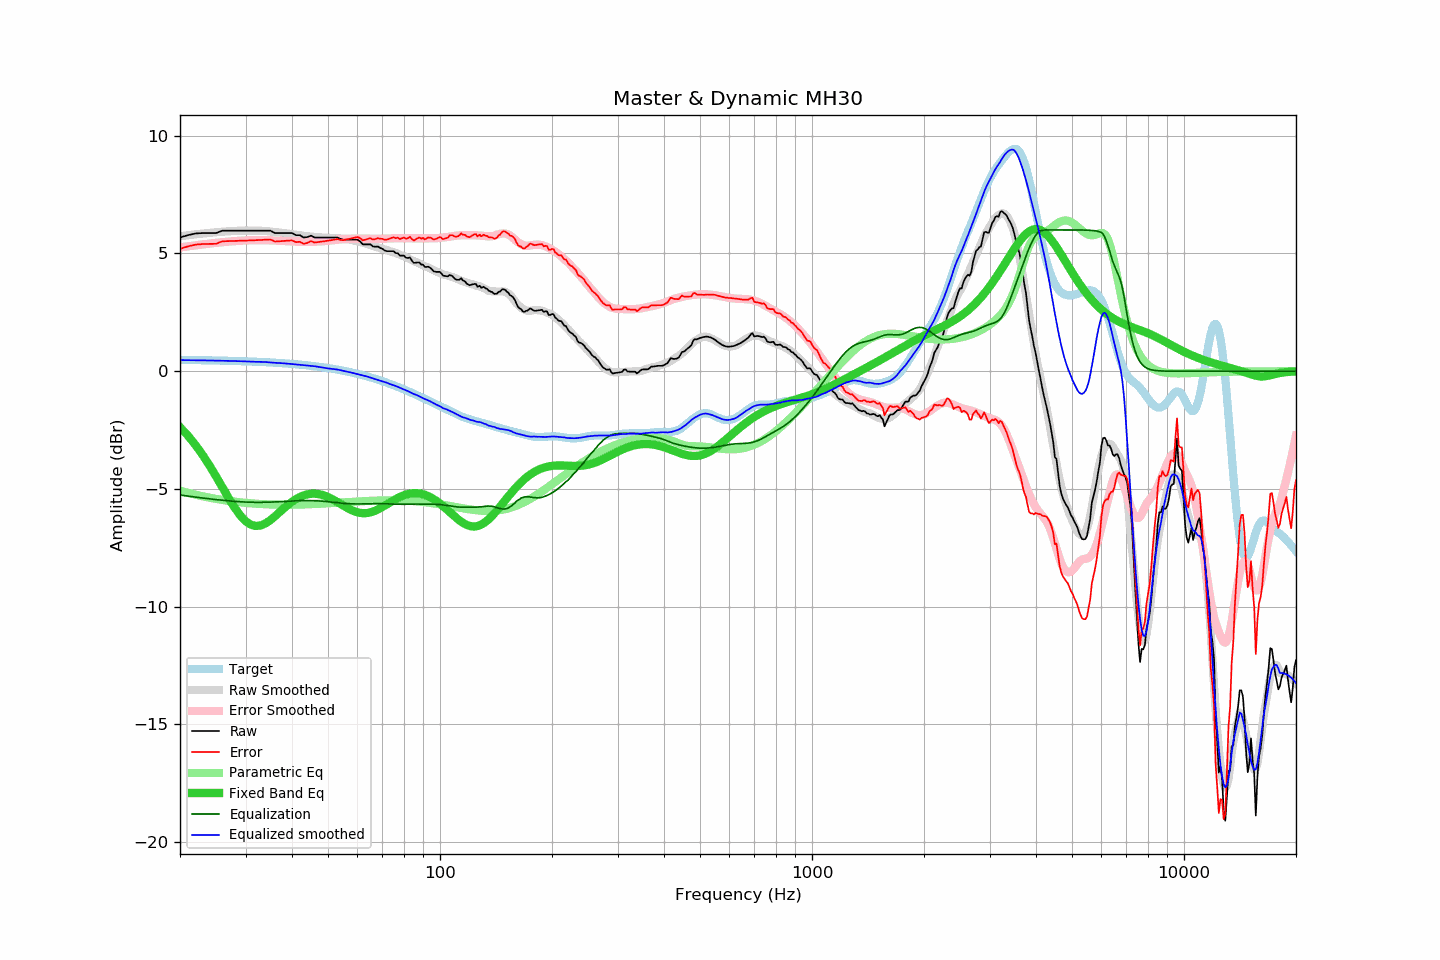 Master & Dynamic MH30
10
5
0
−5
−10
−15
−20
Amplitude (dBr)
Target
Raw Smoothed
Error Smoothed
Raw
Error
Parametric Eq
Fixed Band Eq
Equalization
Equalized smoothed
100
1000
10000
Frequency (Hz)